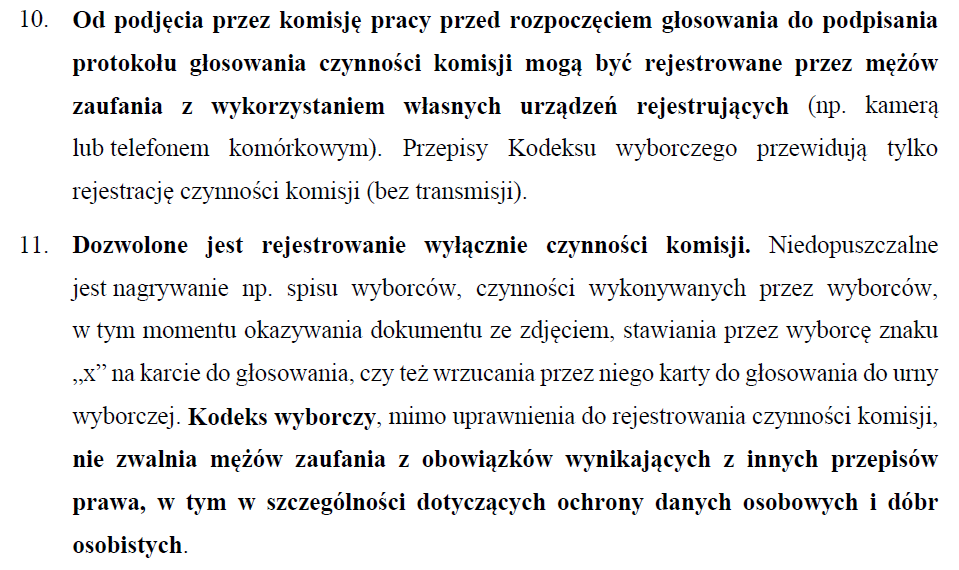 10. Od podjęcia przez komisję pracy przed rozpoczęciem głosowania do podpisania
protokołu głosowania czynności komisji mogą być rejestrowane przez mężów
zaufania z wykorzystaniem własnych urządzeń rejestrujących (np. kamerą
lub telefonem komórkowym). Przepisy Kodeksu wyborczego przewidują tylko
rejestrację czynności komisji (bez transmisji).
11. Dozwolone jest rejestrowanie wyłącznie czynności komisji. Niedopuszczalne
jest nagrywanie np. spisu wyborców, czynności wykonywanych przez wyborców,
w tym momentu okazywania dokumentu ze zdjęciem, stawiania przez wyborcę znaku
„x” na karcie do głosowania, czy też wrzucania przez niego karty do głosowania do urny
wyborczej. Kodeks wyborczy, mimo uprawnienia do rejestrowania czynności komisji,
nie zwalnia mężów zaufania z obowiązków wynikających z innych przepisów
prawa, w tym w szczególności dotyczących ochrony danych osobowych i dóbr
osobistych.